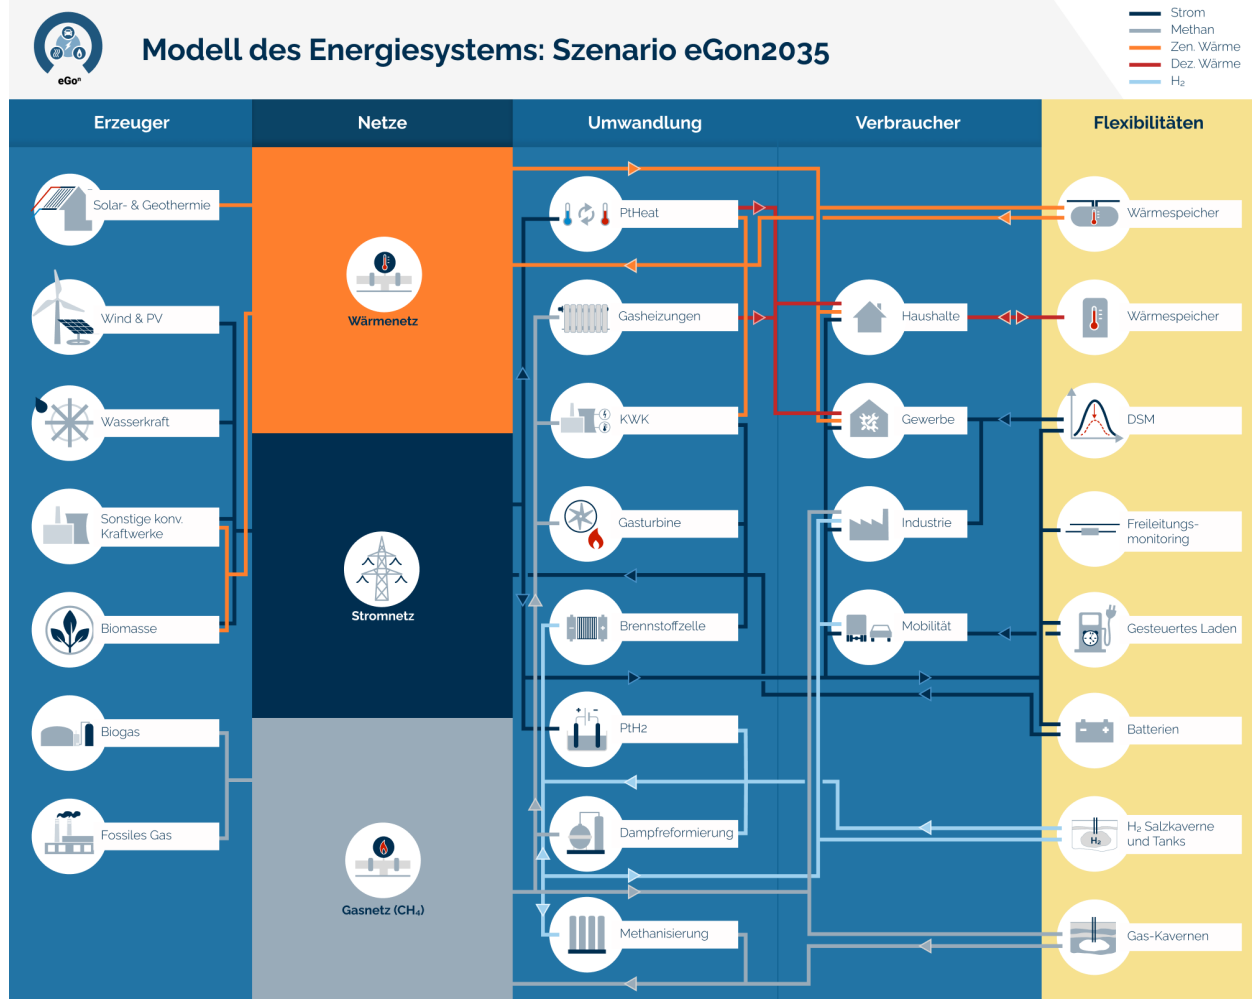 eGoⁿ
Modell des Energiesystems: Szenario eGon2035
Strom
Methan
Zen. Wärme
Dez. Wärme
H₂
Erzeuger
Netze
Umwandlung
Verbraucher
Flexibilitäten
Solar- & Geothermie
Wind & PV
Wasserkraft
Sonstige konv.
Kraftwerke
Biomasse
Biogas
Fossiles Gas
Wärmenetz
Stromnetz
Gasnetz (CH₄)
PtHeat
Gasheizungen
KWK
Gasturbine
Brennstoffzelle
PtH2
Dampfreformierung
Methanisierung
Haushalte
Gewerbe
Industrie
Mobilität
Wärmespeicher
Wärmespeicher
DSM
Freileitungs-
monitoring
Gesteuertes Laden
Batterien
H₂ Salzkaverne
und Tanks
H₂
Gas-Kavernen